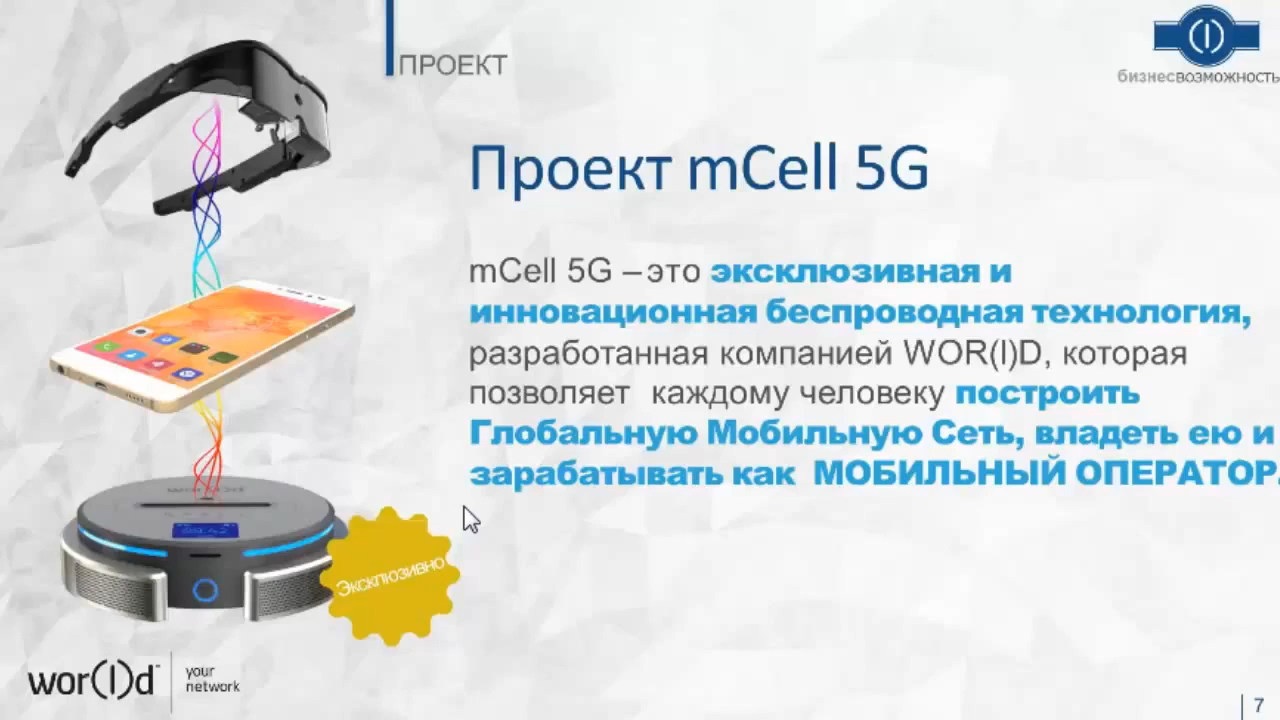 ПРОЕКТ
бизнесвозможность
Проект mCell 5G
mCell 5G – это эксклюзивная и
инновационная беспроводная технология,
разработанная компанией WOR(I)D, которая
позволяет каждому человеку построить
Глобальную Мобильную Сеть, владеть ею и
зарабатывать как МОБИЛЬНЫЙ ОПЕРАТОР.
wor(l)d
Эксклюзивно
wor(l)d
your
network
7